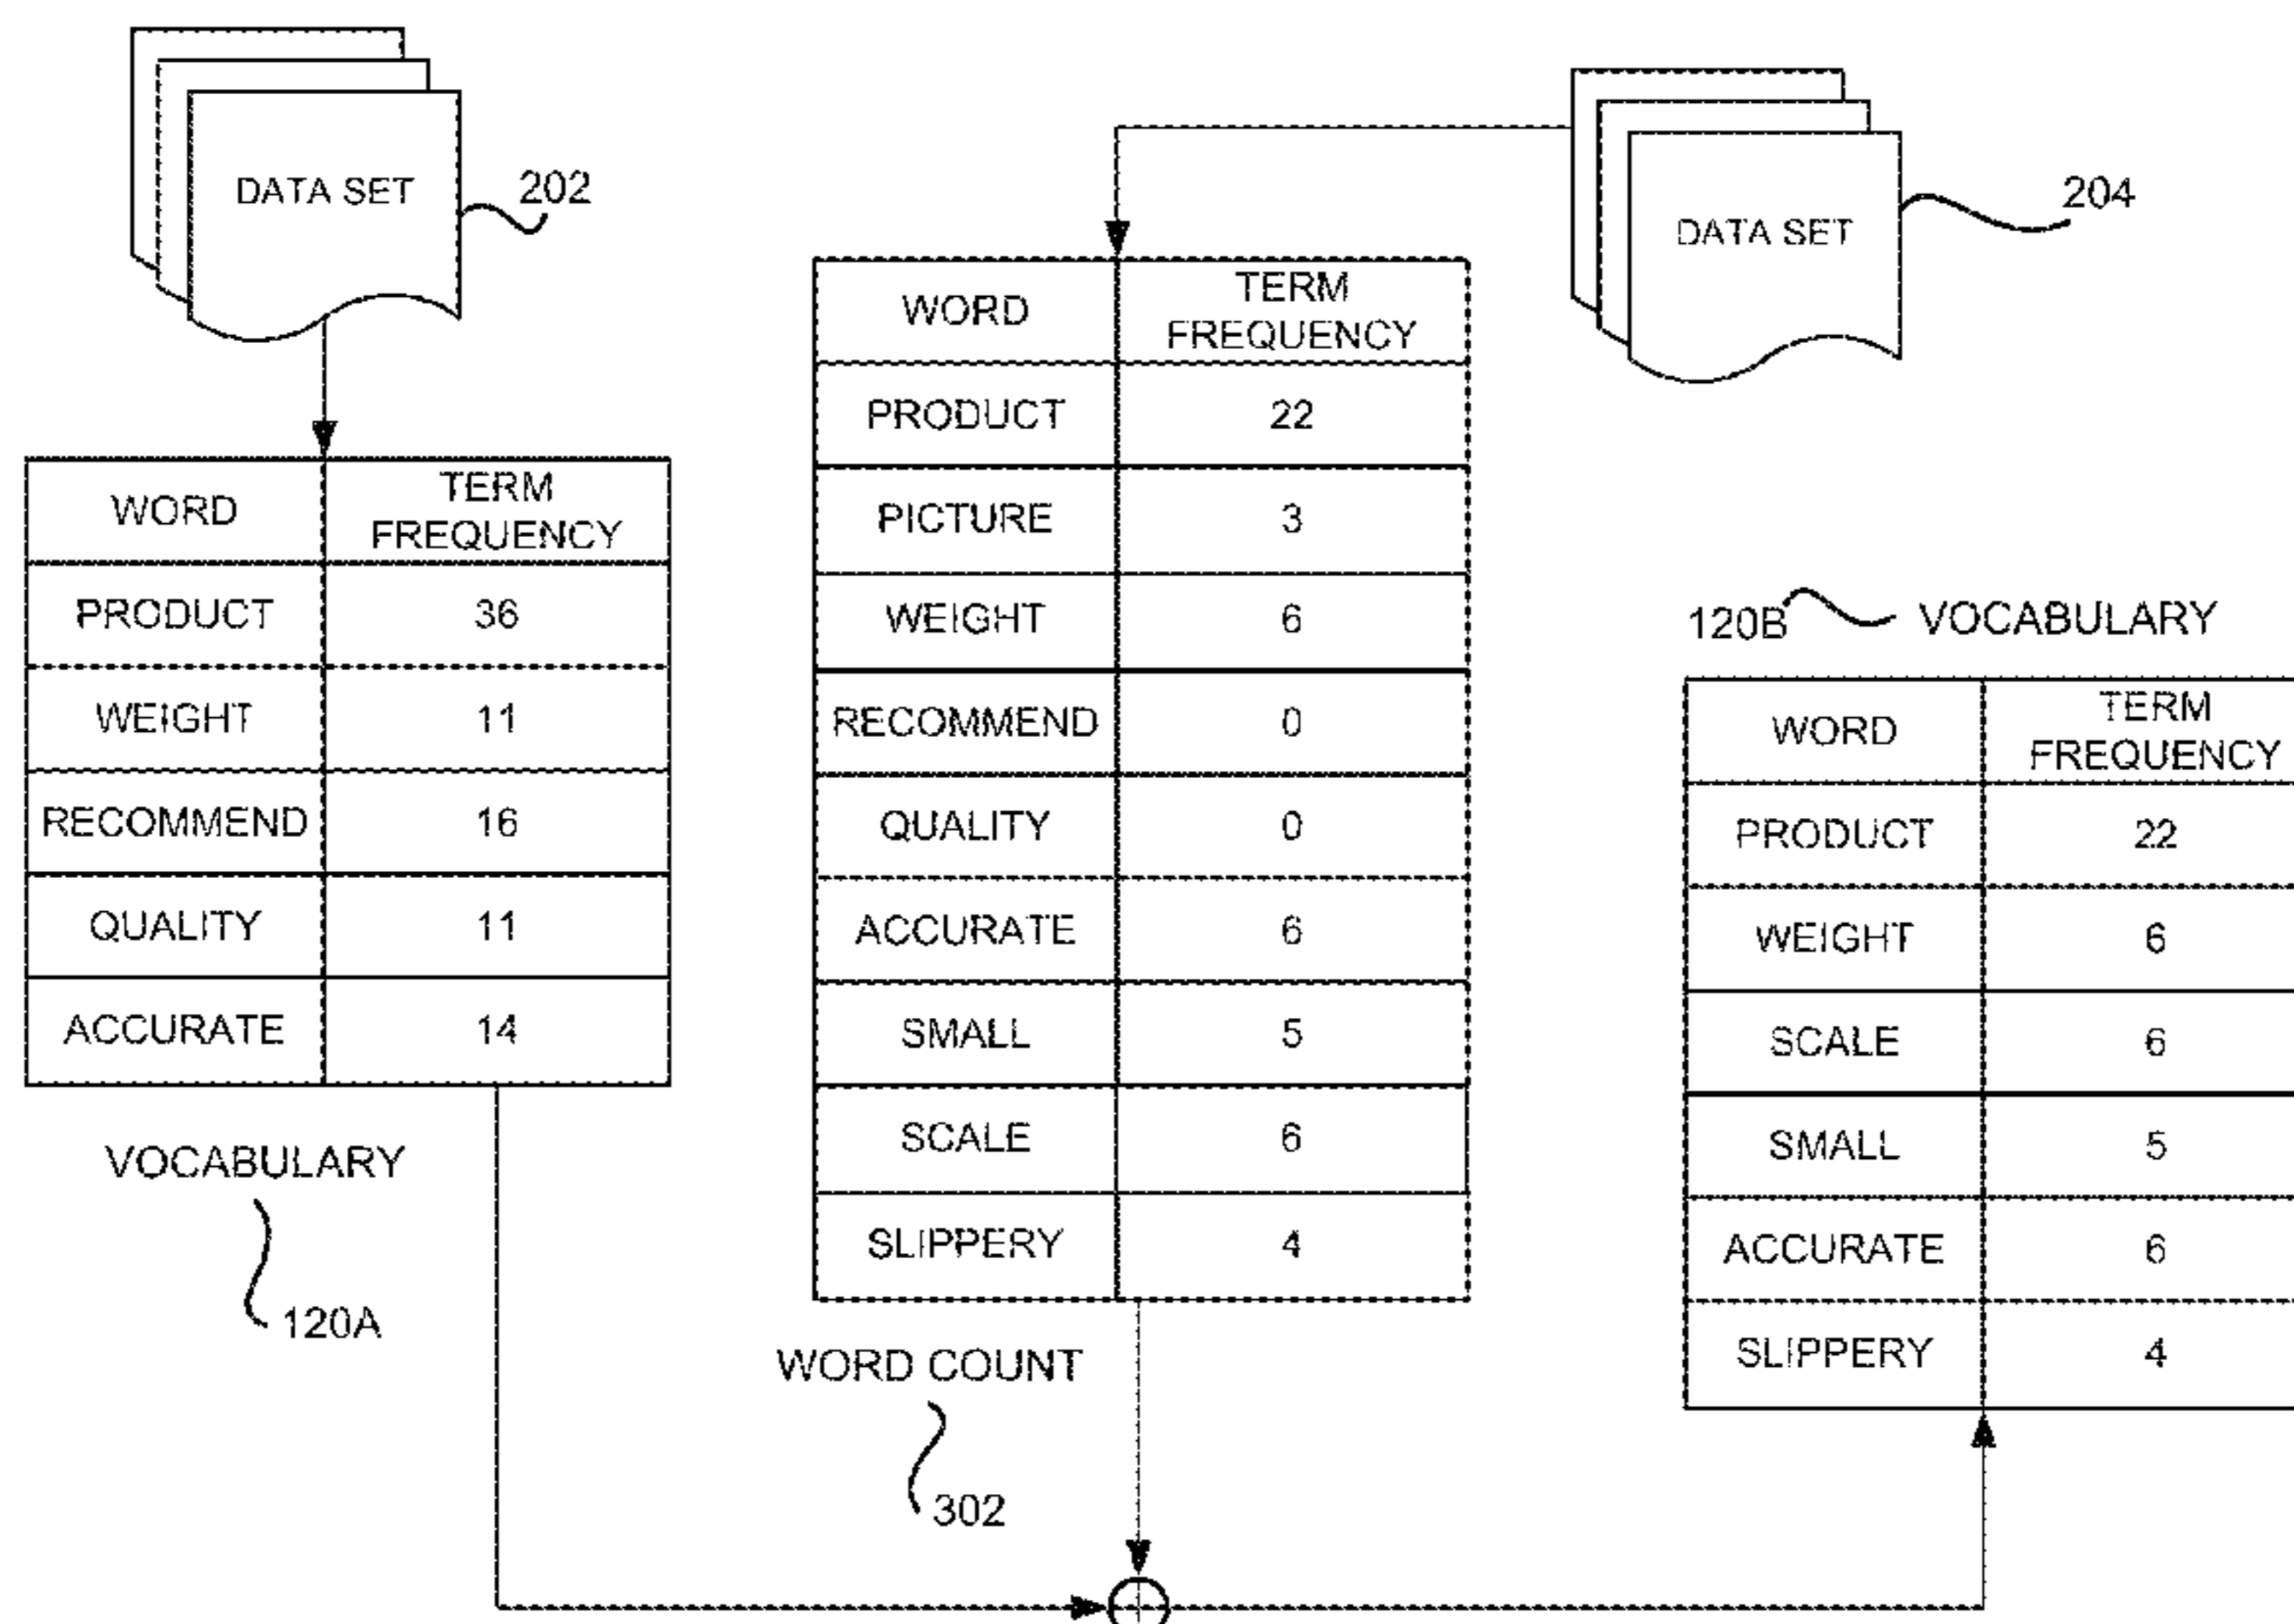 DATA SET
202
WORD
TERM
FREQUENCY
PRODUCT 36
WEIGHT 11
RECOMMEND 16
QUALITY 11
ACCURATE 14
VOCABULARY
120A
WORD
TERM
FREQUENCY
PRODUCT 22
PICTURE 3
WEIGHT 6
RECOMMEND 0
QUALITY 0
ACCURATE 6
SMALL 5
SCALE 6
SLIPPERY 4
WORD COUNT
302
DATA SET
204
120B VOCABULARY
WORD
TERM
FREQUENCY
PRODUCT 22
WEIGHT 6
SCALE 6
SMALL 5
ACCURATE 6
SLIPPERY 4